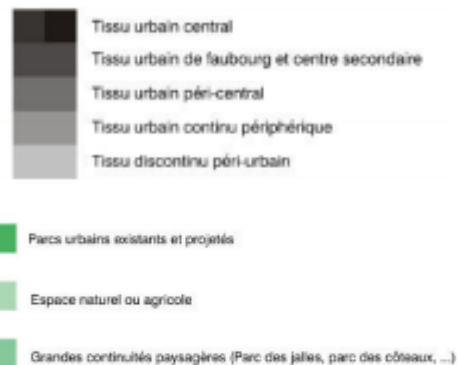 Tissu urbain central
Tissu urbain de faubourg et centre secondaire
Tissu urbain péri-central
Tissu urbain continu périphérique
Tissu discontinu péri-urbain
Parcs urbains existants et projetés
Espace naturel ou agricole
Grandes continuités paysagères (Parc des jalles, parc des côteaux, ...)